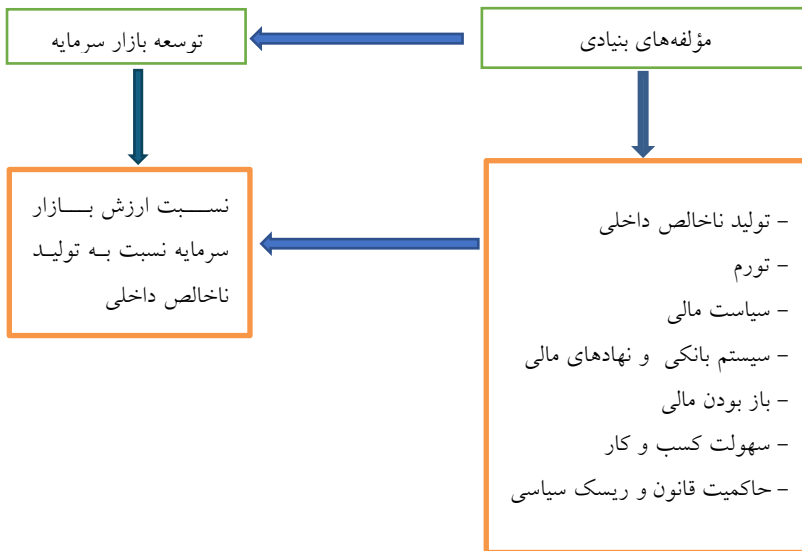 مؤلفه‌های بنیادی
توسعه بازار سرمایه
- تولید ناخالص داخلی
- تورم
- سیاست مالی
- سیستم بانکی و نهادهای مالی
- باز بودن مالی
- سهولت کسب و کار
- حاکمیت قانون و ریسک سیاسی
نسبت ارزش بازار
سرمایه نسبت به تولید
ناخالص داخلی